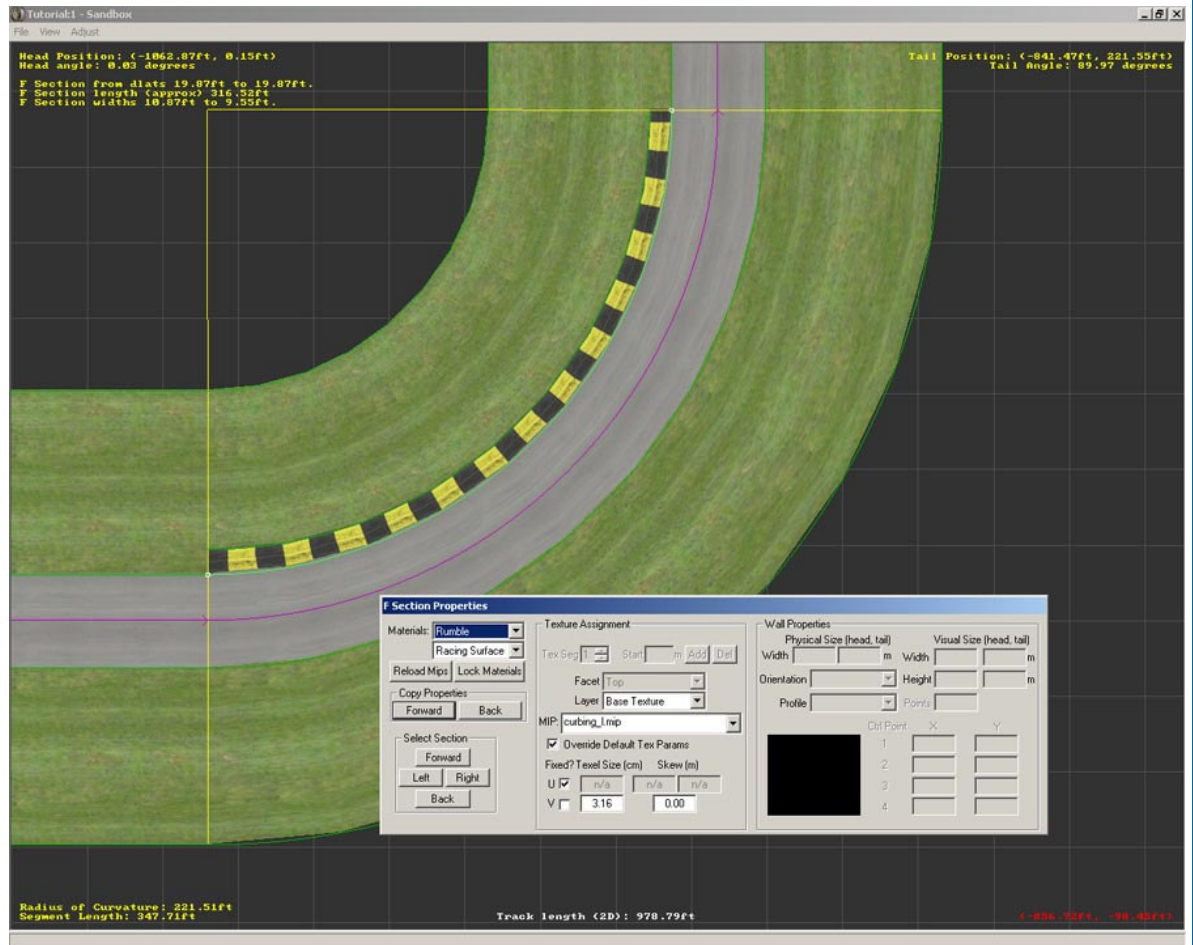 Tutorial:1 - Sandbox
File View Adjust
Head Position: (-1062.87ft, 0.15ft)
Head angle: 0.03 degrees
F Section from dlats 19.87ft to 19.87ft.
F Section length (approx) 316.52ft
F Section widths 10.87ft to 9.55ft.
Tail Position: (-841.47ft, 221.55ft)
Tail Angle: 89.97 degrees
F Section Properties
Materials: Rumble
Racing Surface
Reload Mips Lock Materials
Copy Properties
Forward Back
Select Section
Forward
Left Right
Back
Texture Assignment
Tex Seg 1 Start m Add Del
Facet Top
Layer Base Texture
MIP: curbing_l.mip
Override Default Tex Params
Fixed? Texel Size (cm) Skew (m)
U n/a n/a n/a
V 3.16 0.00
Wall Properties
Physical Size (head, tail) Visual Size (head, tail)
Width m Width m
Orientation Height m
Profile Points
Ctrl Point X Y
1
2
3
4
Radius of Curvature: 221.51ft
Segment Length: 347.71ft
Track length (2D): 978.79ft